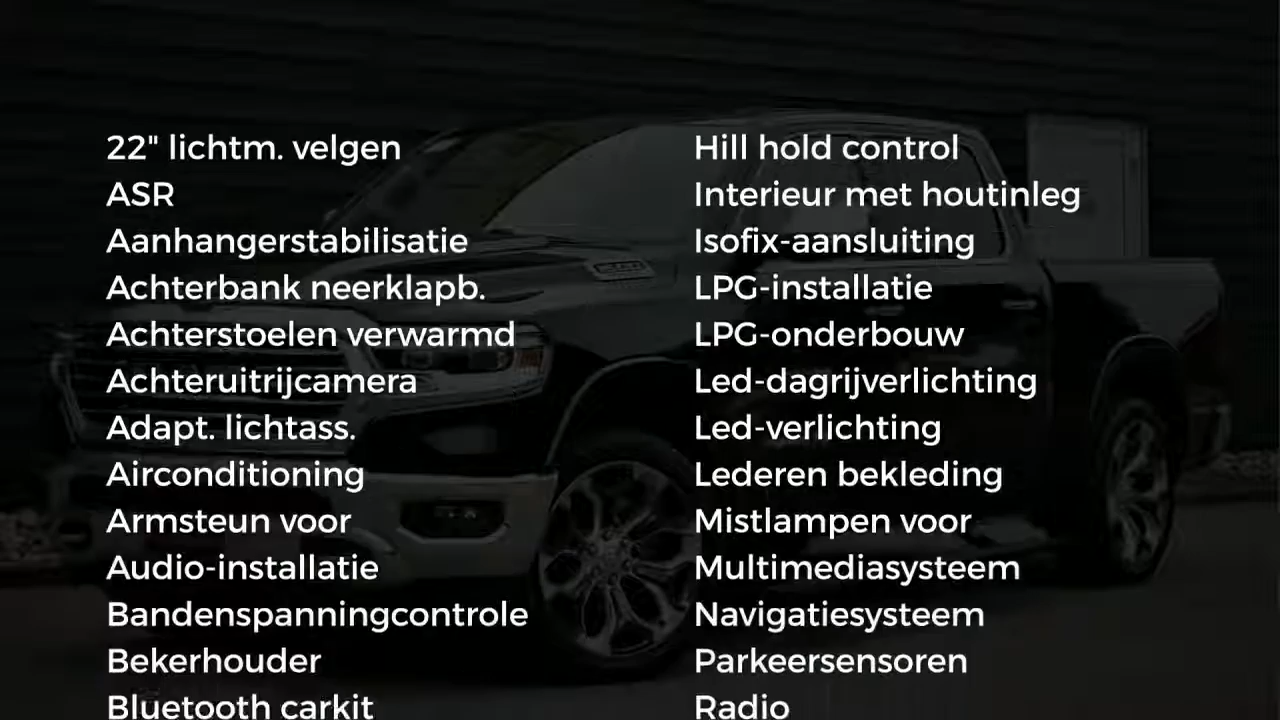 22" lichtm. velgen
ASR
Aanhangerstabilisatie
Achterbank neerklapb.
Achterstoelen verwarmd
Achteruitrijcamera
Adapt. lichtass.
Airconditioning
Armsteun voor
Audio-installatie
Bandenspanningcontrole
Bekerhouder
Bluetooth carkit
Hill hold control
Interieur met houtinleg
Isofix-aansluiting
LPG-installatie
LPG-onderbouw
Led-dagrijverlichting
Led-verlichting
Lederen bekleding
Mistlampen voor
Multimediasysteem
Navigatiesysteem
Parkeersensoren
Radio